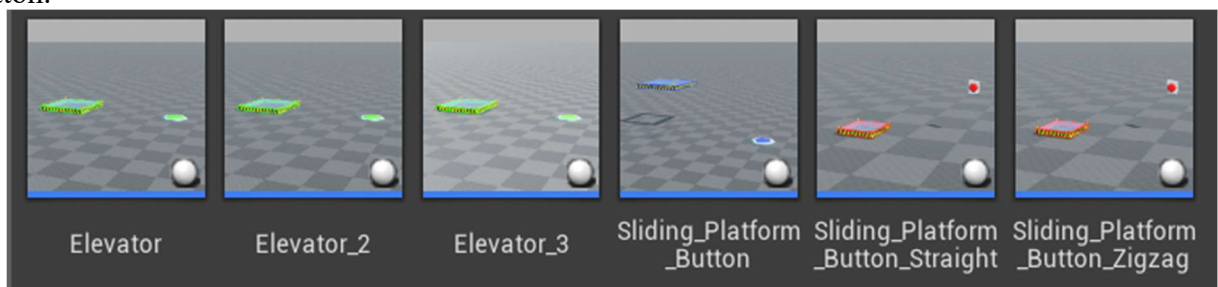 Elevator
Elevator_2
Elevator_3
Sliding_Platform
_Button
Sliding_Platform
_Button_Straight
Sliding_Platform
_Button_Zigzag